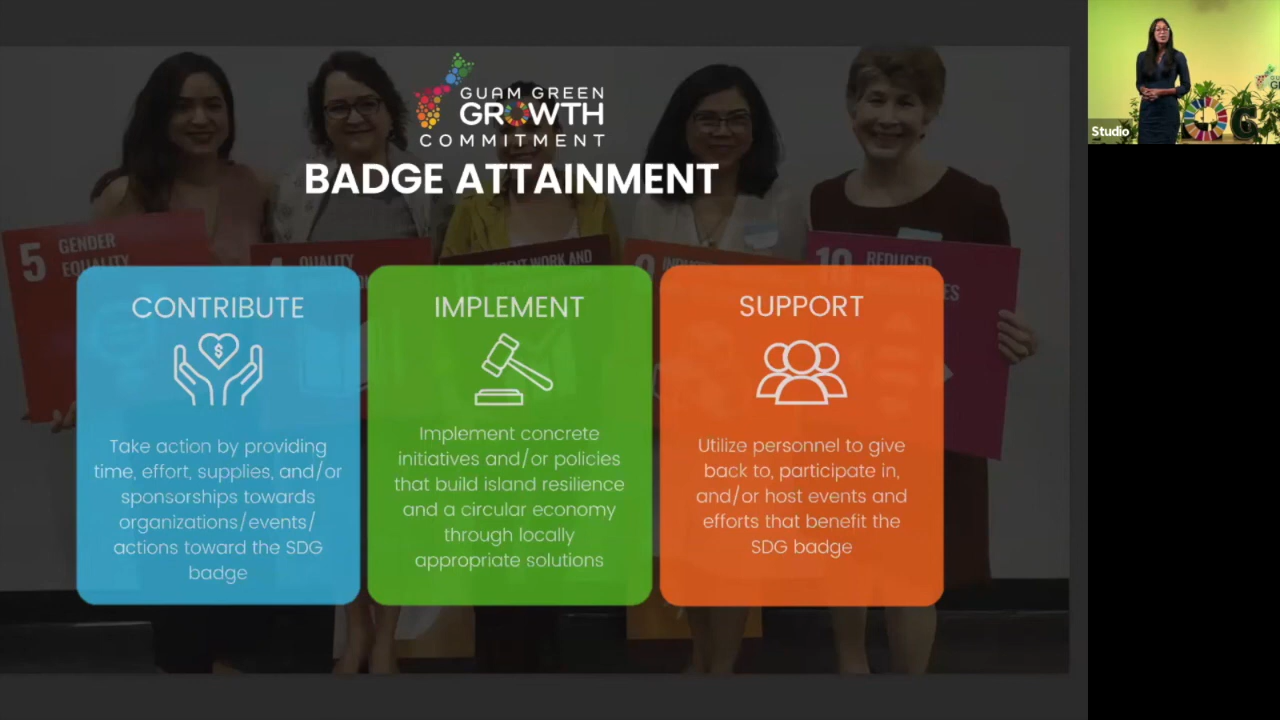 GUAM GREEN
GROWTH
COMMITMENT
BADGE ATTAINMENT
5 GENDER
EQUALITY
QUALITY
WORK AND
10 REDUCED
CONTRIBUTE
$
Take action by providing
time, effort, supplies, and/or
sponsorships towards
organizations/events/
actions toward the SDG
badge
IMPLEMENT
Implement concrete
initiatives and/or policies
that build island resilience
and a circular economy
through locally
appropriate solutions
SUPPORT
Utilize personnel to give
back to, participate in,
and/or host events and
efforts that benefit the
SDG badge
Studio
G